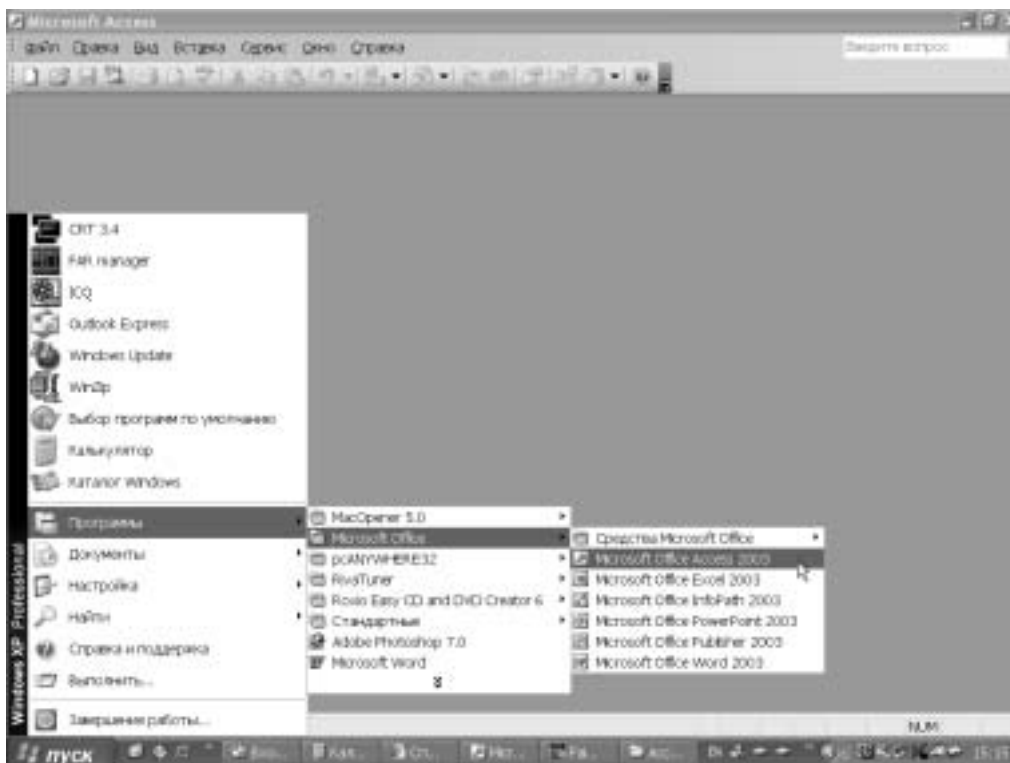 Microsoft Access
Файл Правка Вид Вставка Сервис Окно Справка
Введите вопрос
CRT 3.4
FAR manager
ICQ
Outlook Express
Windows Update
WinZip
Выбор программ по умолчанию
Калькулятор
Каталог Windows
Программы
Документы
Настройка
Найти
Справка и поддержка
Выполнить...
Завершение работы...
Windows XP Professional
MacOpener 5.0
Microsoft Office
pcANYWHERE32
RivaTuner
Roxio Easy CD and DVD Creator 6
Стандартные
Adobe Photoshop 7.0
Microsoft Word
Средства Microsoft Office
Microsoft Office Access 2003
Microsoft Office Excel 2003
Microsoft Office InfoPath 2003
Microsoft Office PowerPoint 2003
Microsoft Office Publisher 2003
Microsoft Office Word 2003
NUM
пуск
15:15